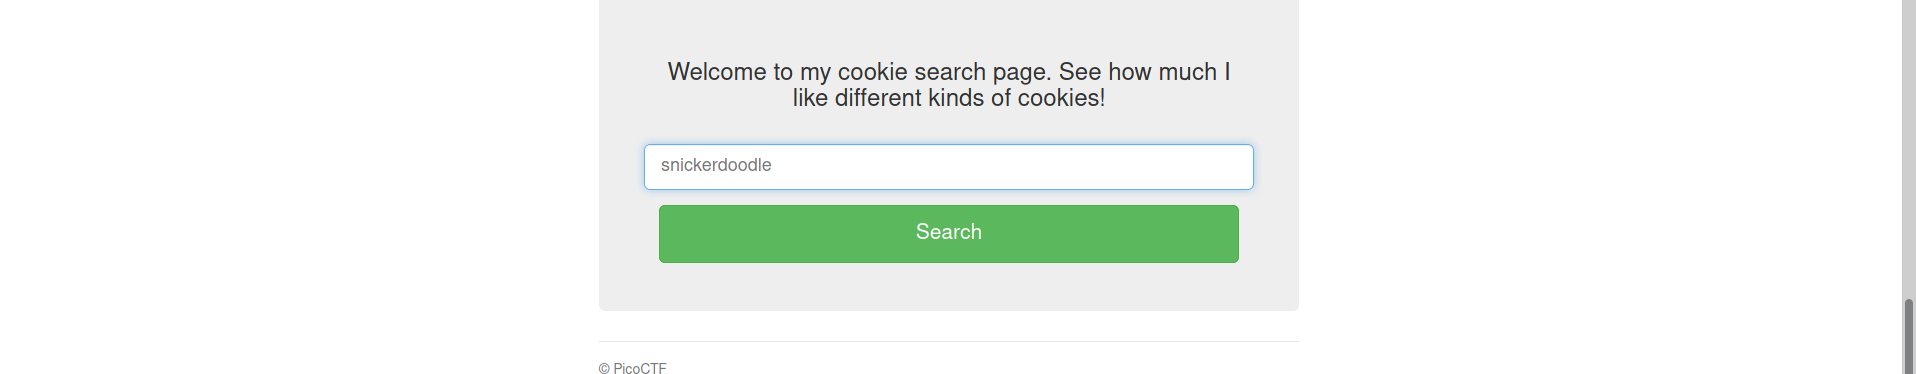 Welcome to my cookie search page. See how much I
like different kinds of cookies!
snickerdoodle
Search
© PicoCTF